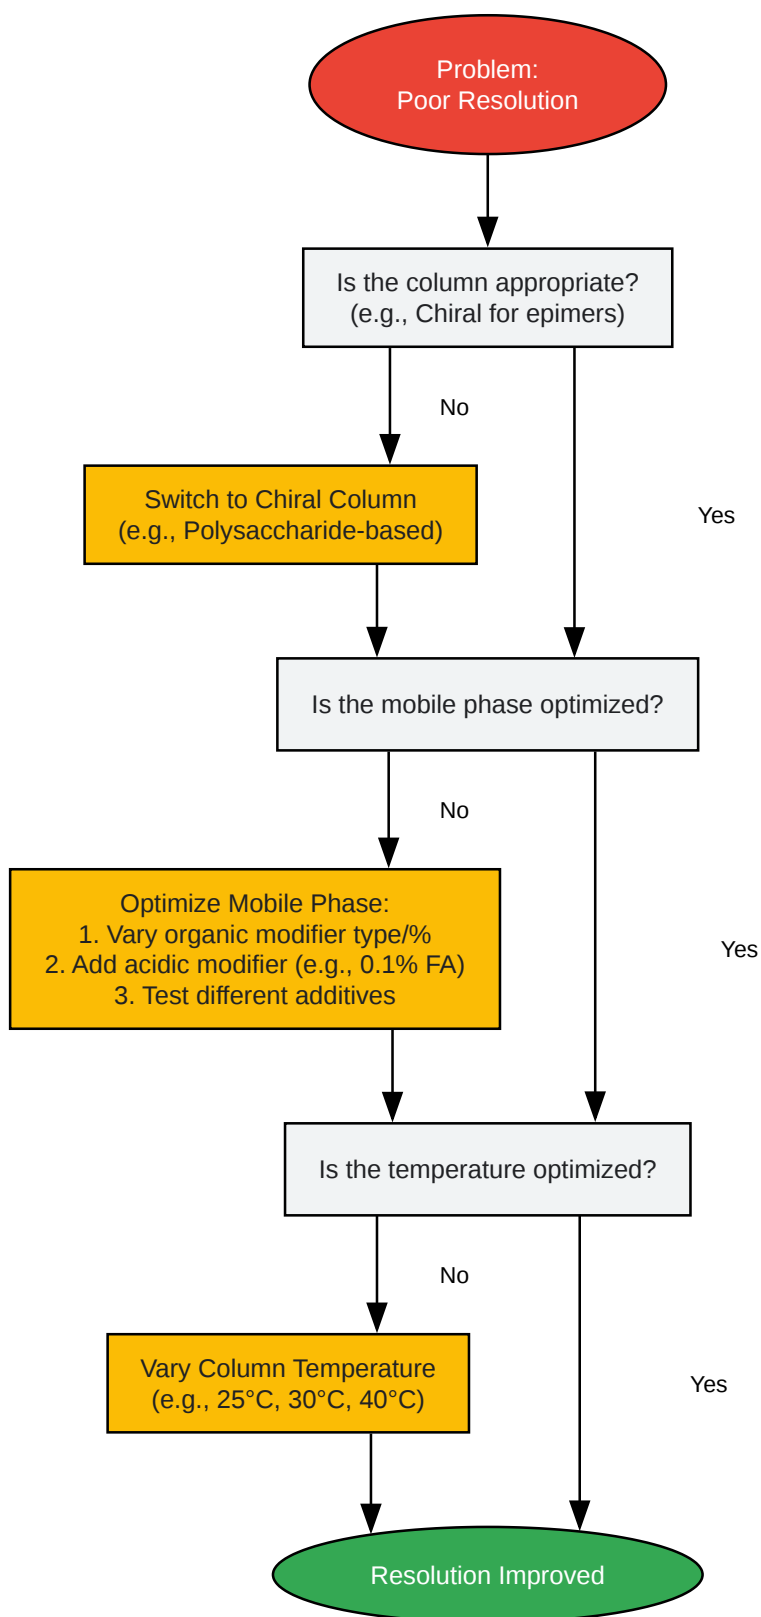 Problem:
Poor Resolution
Is the column appropriate?
(e.g., Chiral for epimers)
No
Switch to Chiral Column
(e.g., Polysaccharide-based)
Yes
Is the mobile phase optimized?
No
Optimize Mobile Phase:
1. Vary organic modifier type/%
2. Add acidic modifier (e.g., 0.1% FA)
3. Test different additives
Yes
Is the temperature optimized?
No
Vary Column Temperature
(e.g., 25°C, 30°C, 40°C)
Yes
Resolution Improved